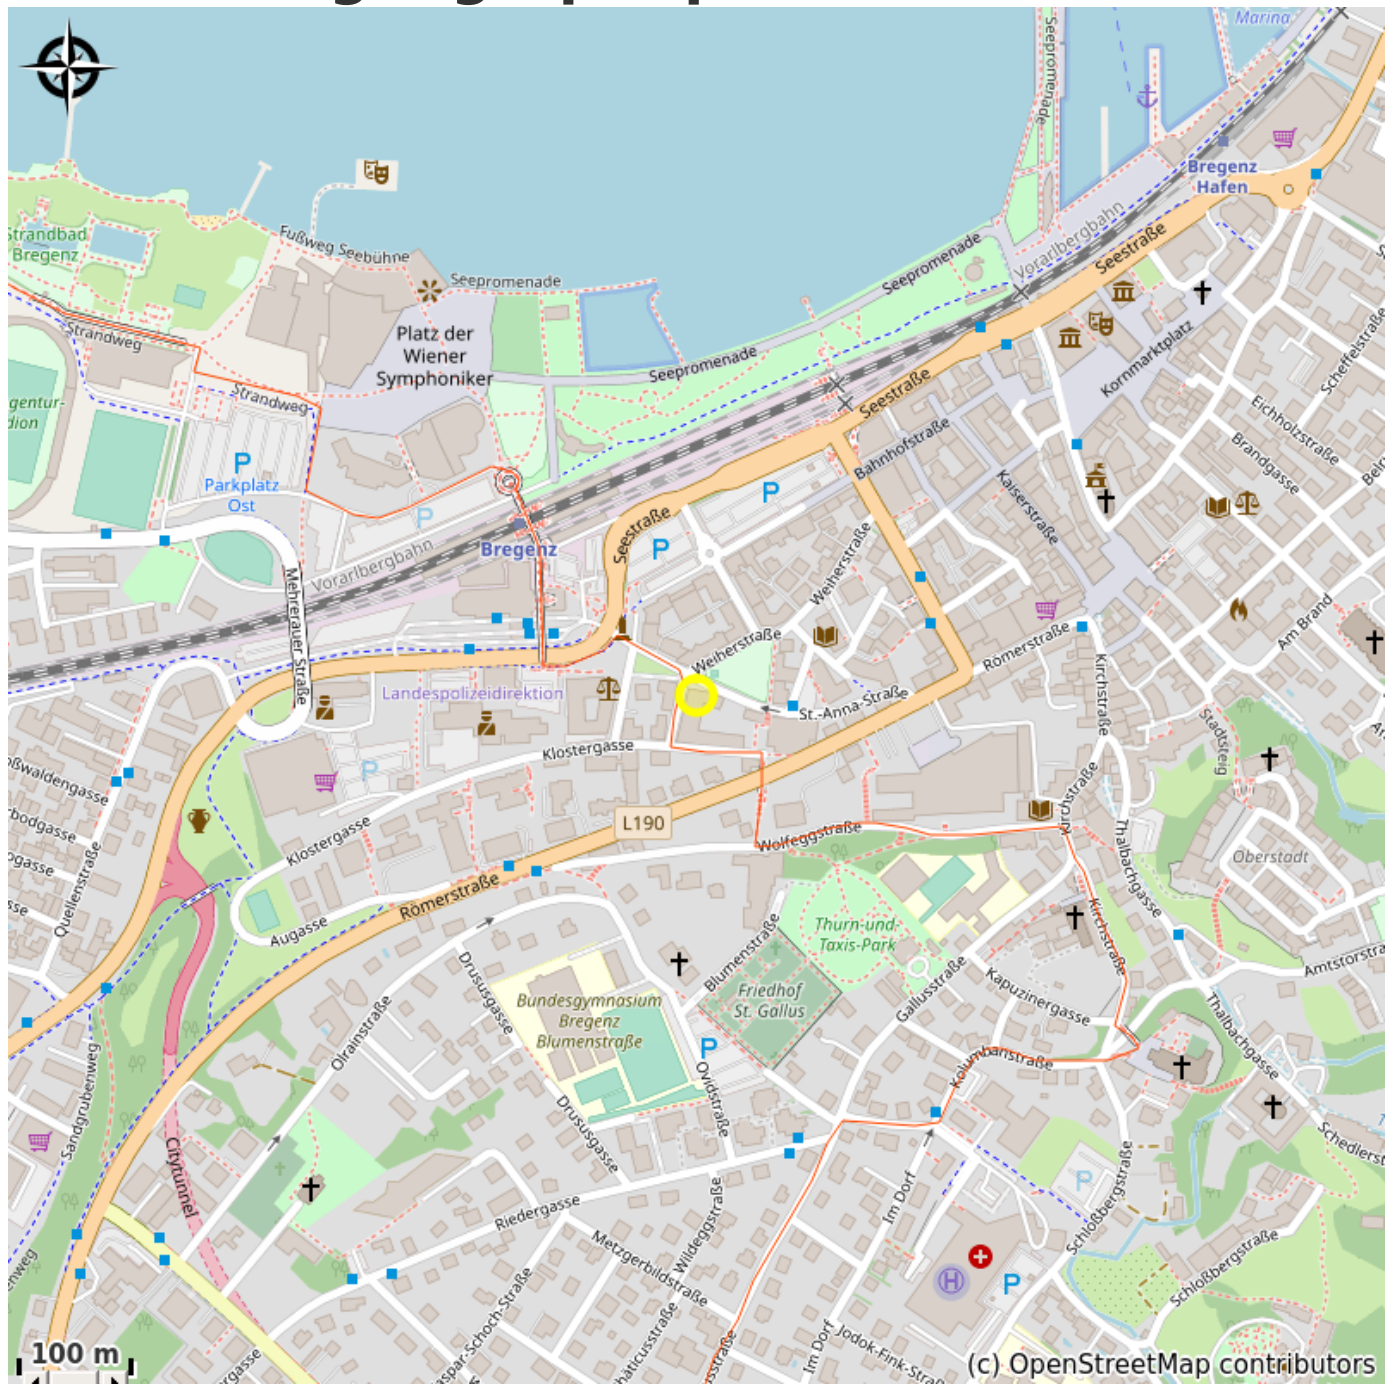 Marina
Seepromenade
Bregenz
Hafen
Strandbad
Bregenz
Fußweg Seebühne
Seepromenade
Seepromenade
Vorarlbergbahn
Seestraße
Platz der
Wiener
Symphoniker
Strandweg
Seepromenade
Kornmarktplatz
Scheffelstraße
Strandweg
Seestraße
Eichholzstraße
Bahnhofstraße
Brandgasse
P
Parkplatz
Ost
P
P
P
Kaiserstraße
Seestraße
Bregenz
Vorarlbergbahn
Weiherstraße
Mehrerauer Straße
Am Brand
Weiherstraße
Römerstraße
Landespolizeidirektion
St.-Anna-Straße
Kirchstraße
Stadtsteig
Klostergasse
P
L190
Kirchstraße
Klostergasse
Wolfeggstraße
Thalbachgasse
Oberstadt
Quellenstraße
Römerstraße
Augasse
Thurn-und-
Taxis-Park
Kirchstraße
Blumenstraße
Drususgasse
Gallusstraße
Kapuzinergasse
Bundesgymnasium
Bregenz
Blumenstraße
Friedhof
St. Gallus
Thalbachgasse
Ölrainstraße
P
Kolumbanstraße
Ovidstraße
Sandgrubenweg
Drususgasse
Citytunnel
P
Im Dorf
Schloßbergstraße
Riedergasse
Wildeggstraße
Metzgerbildstraße
Schloßbergstraße
H
P
Im Dorf
Jodok-Fink-Straße
100 m
(c) OpenStreetMap contributors